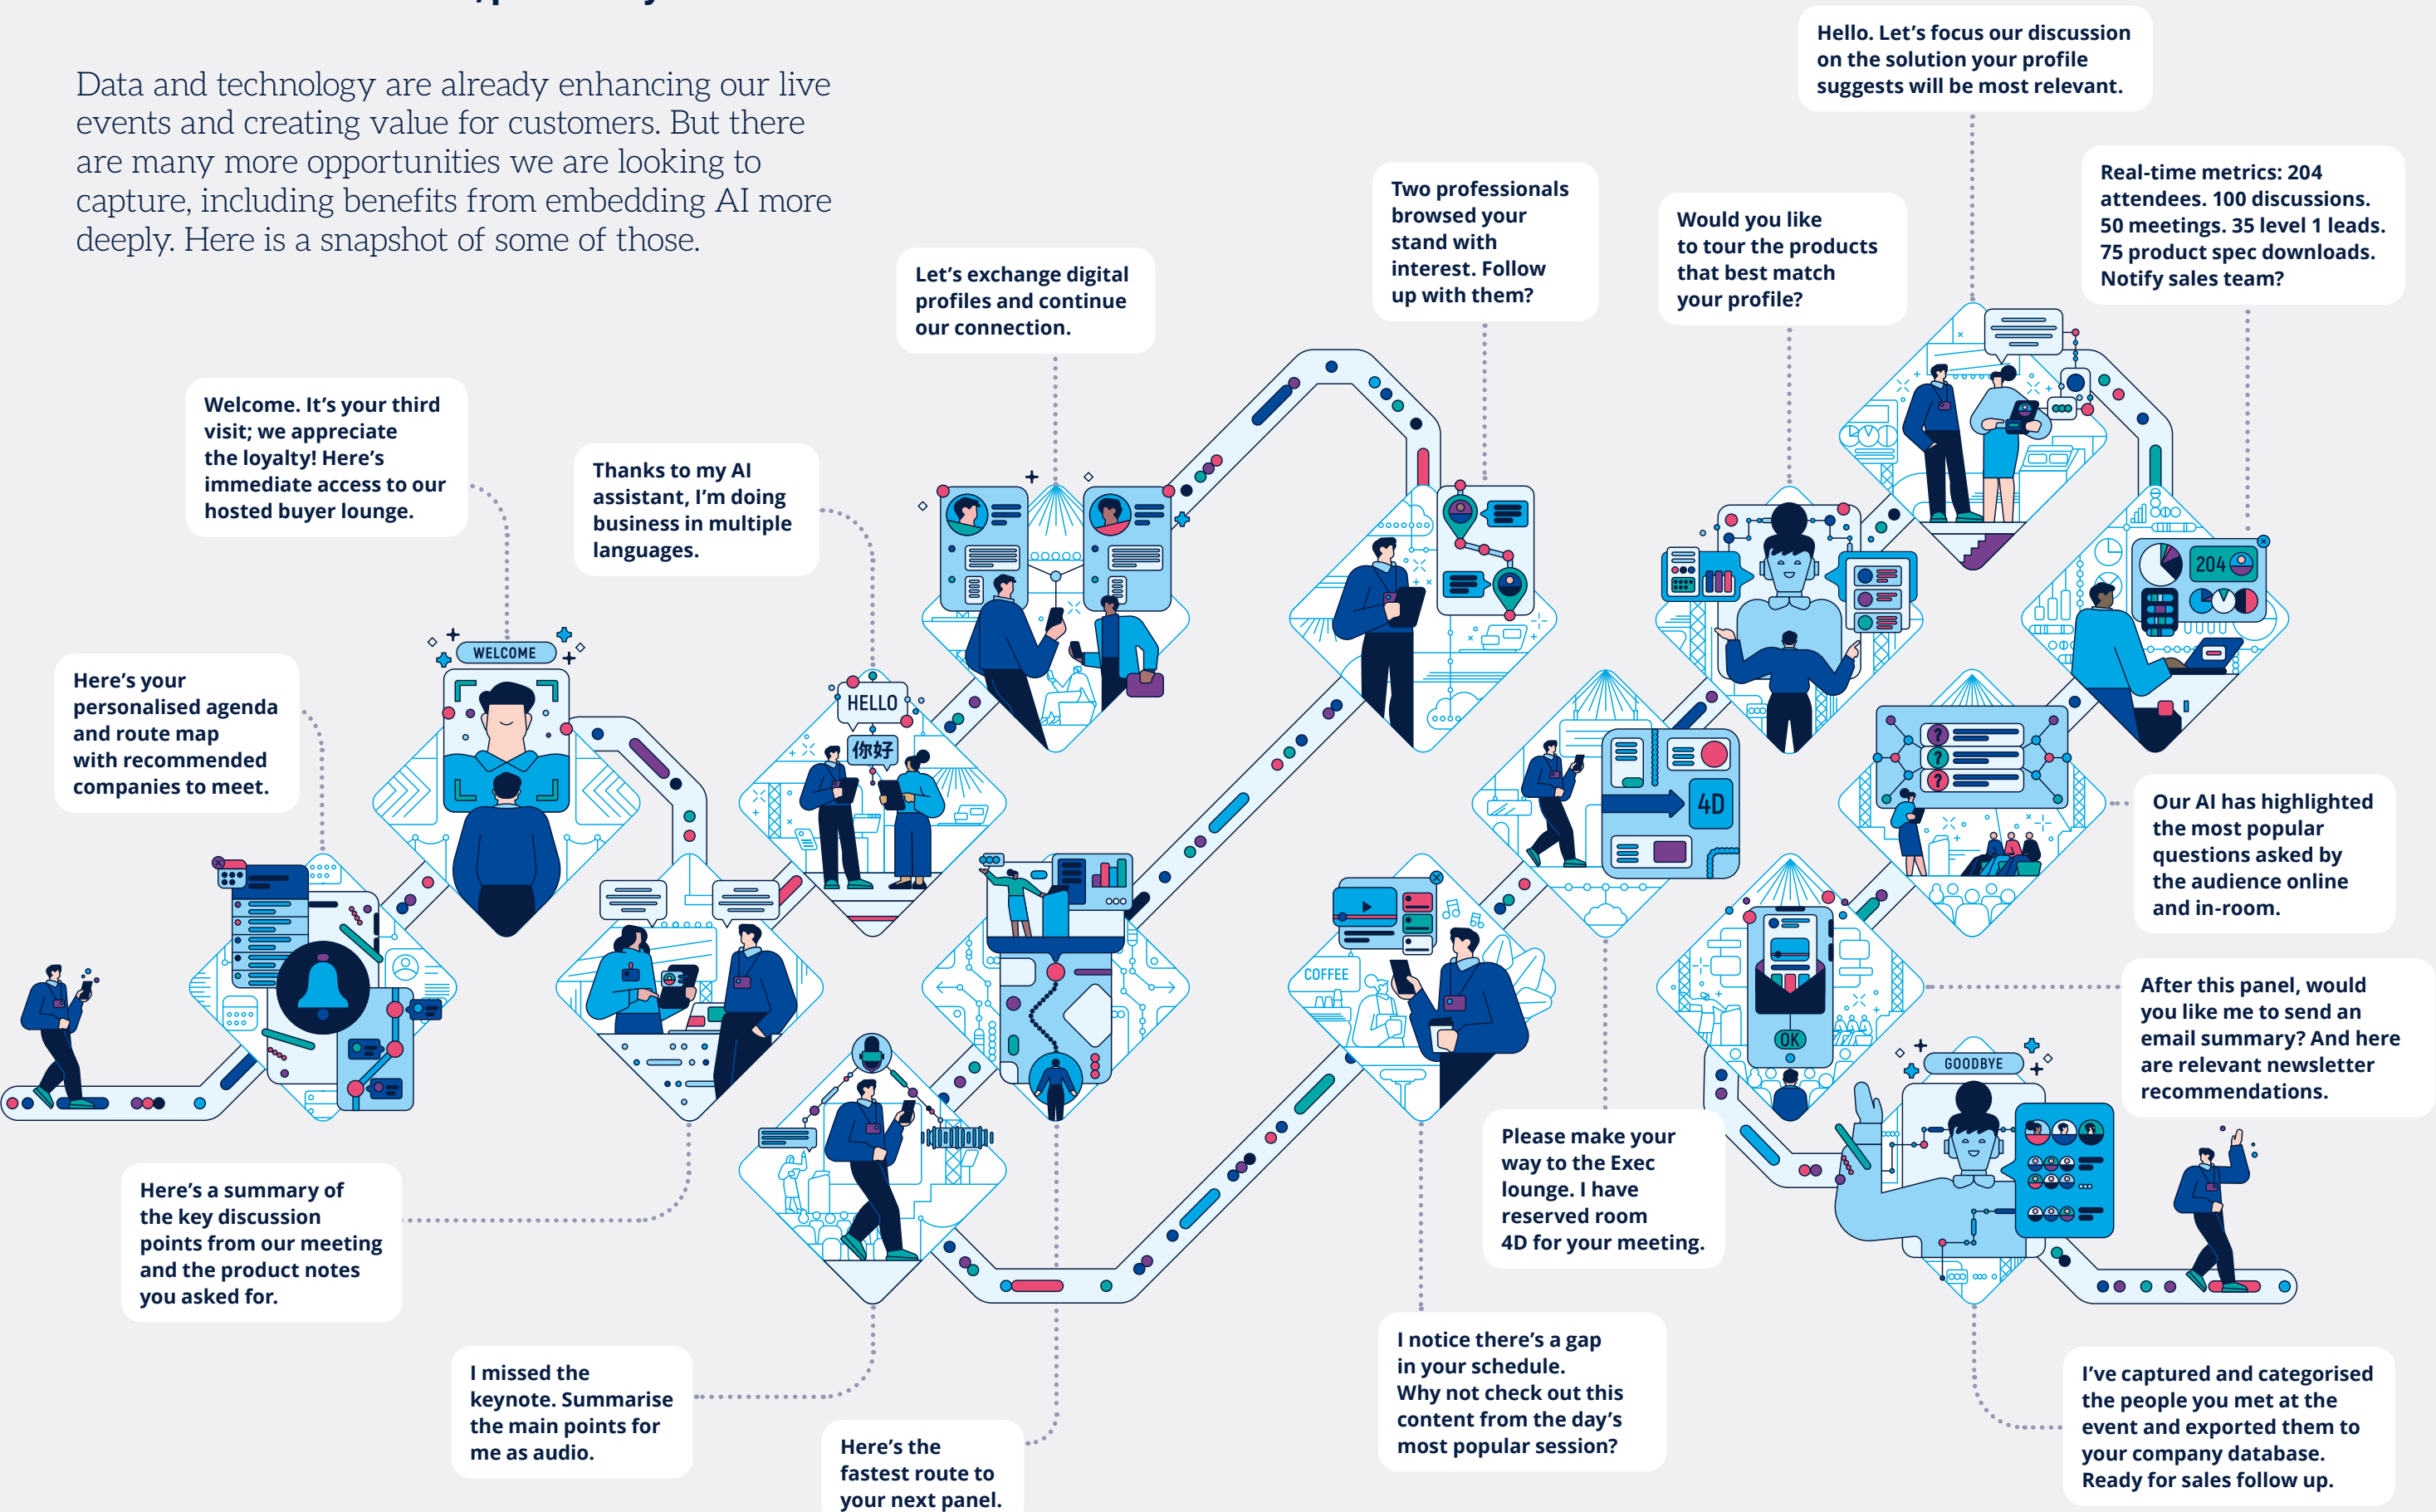 Data and technology are already enhancing our live
events and creating value for customers. But there
are many more opportunities we are looking to
capture, including benefits from embedding AI more
deeply. Here is a snapshot of some of those.
Here's your
personalised agenda
and route map
with recommended
companies to meet.
Welcome. It's your third
visit; we appreciate
the loyalty! Here's
immediate access to our
hosted buyer lounge.
WELCOME
Here's a summary of
the key discussion
points from our meeting
and the product notes
you asked for.
Thanks to my AI
assistant, I'm doing
business in multiple
languages.
HELLO
你好
Let's exchange digital
profiles and continue
our connection.
Here's the
fastest route to
your next panel.
I missed the
keynote. Summarise
the main points for
me as audio.
Two professionals
browsed your
stand with
interest. Follow
up with them?
COFFEE
I notice there's a gap
in your schedule.
Why not check out this
content from the day's
most popular session?
4D
Please make your
way to the Exec
lounge. I have
reserved room
4D for your meeting.
Would you like
to tour the products
that best match
your profile?
Hello. Let's focus our discussion
on the solution your profile
suggests will be most relevant.
Real-time metrics: 204
attendees. 100 discussions.
50 meetings. 35 level 1 leads.
75 product spec downloads.
Notify sales team?
204
? 
?
?
Our AI has highlighted
the most popular
questions asked by
the audience online
and in-room.
OK
After this panel, would
you like me to send an
email summary? And here
are relevant newsletter
recommendations.
GOODBYE
I've captured and categorised
the people you met at the
event and exported them to
your company database.
Ready for sales follow up.